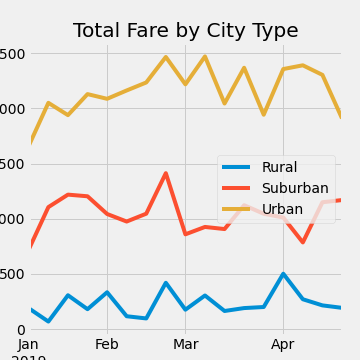 Total Fare by City Type
500
000
500
000
500
0
Rural
Suburban
Urban
Jan
Feb
Mar
Apr
2019